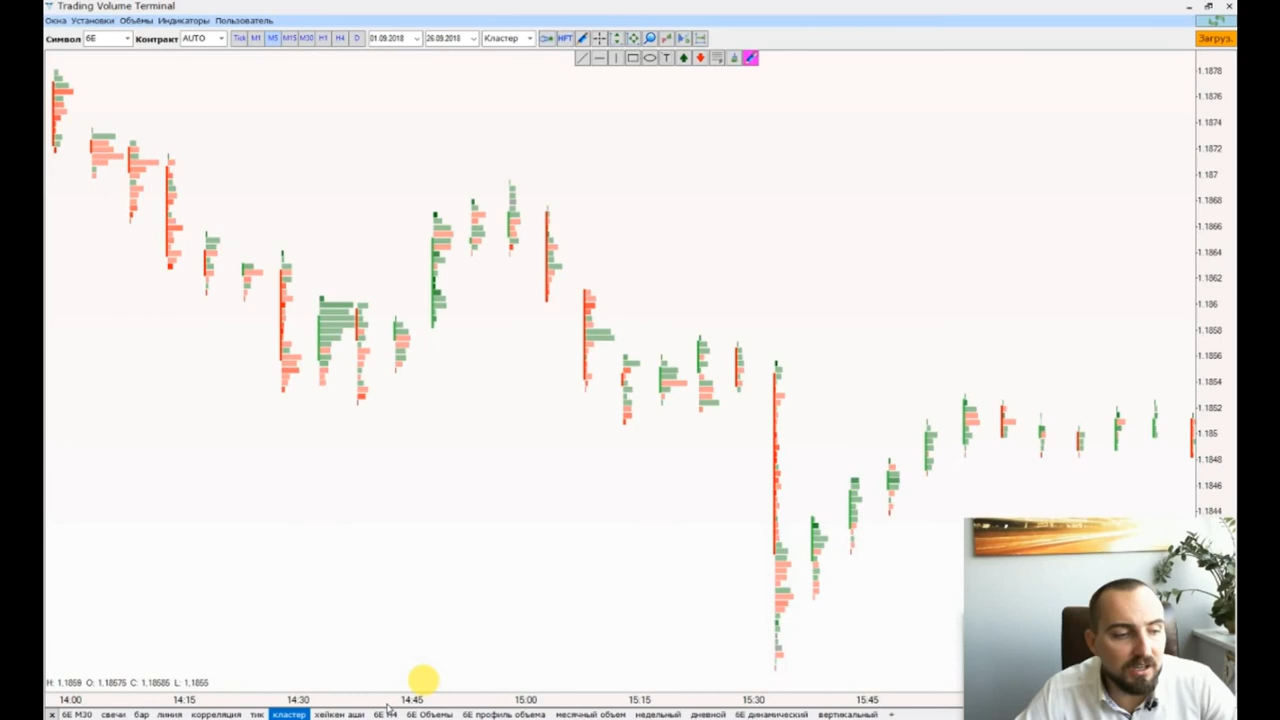 Trading Volume Terminal
Окна Установки Объёмы Индикаторы Пользователь
Символ 6E Контракт AUTO Tick M1 M5 M15 M30 H1 H4 D 01.09.2018 26.09.2018 Кластер HFT Загруз.
T
1.1878
1.1876
1.1874
1.1872
1.187
1.1868
1.1866
1.1864
1.1862
1.186
1.1858
1.1856
1.1854
1.1852
1.185
1.1848
1.1846
1.1844
H: 1,1859 O: 1,18575 C: 1,18585 L: 1,1855
14:00 14:15 14:30 14:45 15:00 15:15 15:30 15:45
x 6E M30 свечи бар линия корреляция тик кластер хейкен аши 6E H4 6E Объемы 6E профиль объема месячный объем недельный дневной 6E динамический вертикальный +